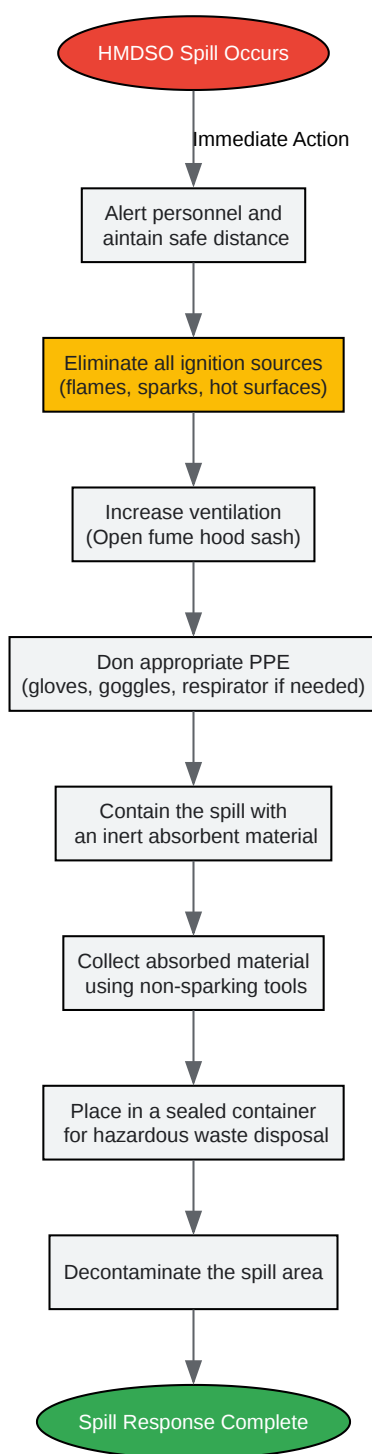 HMDSO Spill Occurs
Immediate Action
Alert personnel and
aintain safe distance
Eliminate all ignition sources
(flames, sparks, hot surfaces)
Increase ventilation
(Open fume hood sash)
Don appropriate PPE
(gloves, goggles, respirator if needed)
Contain the spill with
an inert absorbent material
Collect absorbed material
using non-sparking tools
Place in a sealed container
for hazardous waste disposal
Decontaminate the spill area
Spill Response Complete